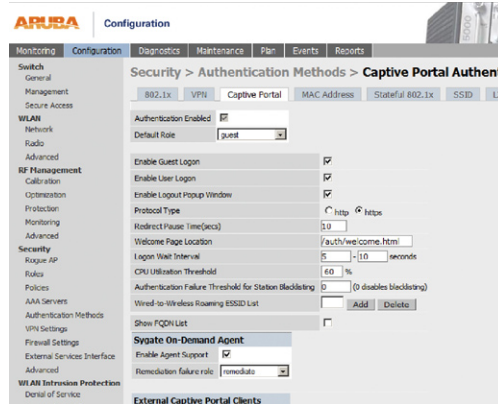 ARUBA Configuration
5000
Monitoring Configuration Diagnostics Maintenance Plan Events Reports
Switch
General
Management
Secure Access
WLAN
Network
Radio
Advanced
RF Management
Calibration
Optimization
Protection
Monitoring
Advanced
Security
Rogue AP
Roles
Policies
AAA Servers
Authentication Methods
VPN Settings
Firewall Settings
External Services Interface
Advanced
WLAN Intrusion Protection
Denial of Service
Security > Authentication Methods > Captive Portal Authen
802.1x VPN Captive Portal MAC Address Stateful 802.1x SSID L
Authentication Enabled
Default Role guest
Enable Guest Logon
Enable User Logon
Enable Logout Popup Window
Protocol Type http https
Redirect Pause Time(secs) 10
Welcome Page Location /auth/welcome.html
Logon Wait Interval 5 - 10 seconds
CPU Utilization Threshold 60 %
Authentication Failure Threshold for Station Blacklisting 0 (0 disables blacklisting)
Wired-to-Wireless Roaming ESSID List Add Delete
Show FQDN List
Sygate On-Demand Agent
Enable Agent Support
Remediation failure role remediate
External Captive Portal Clients